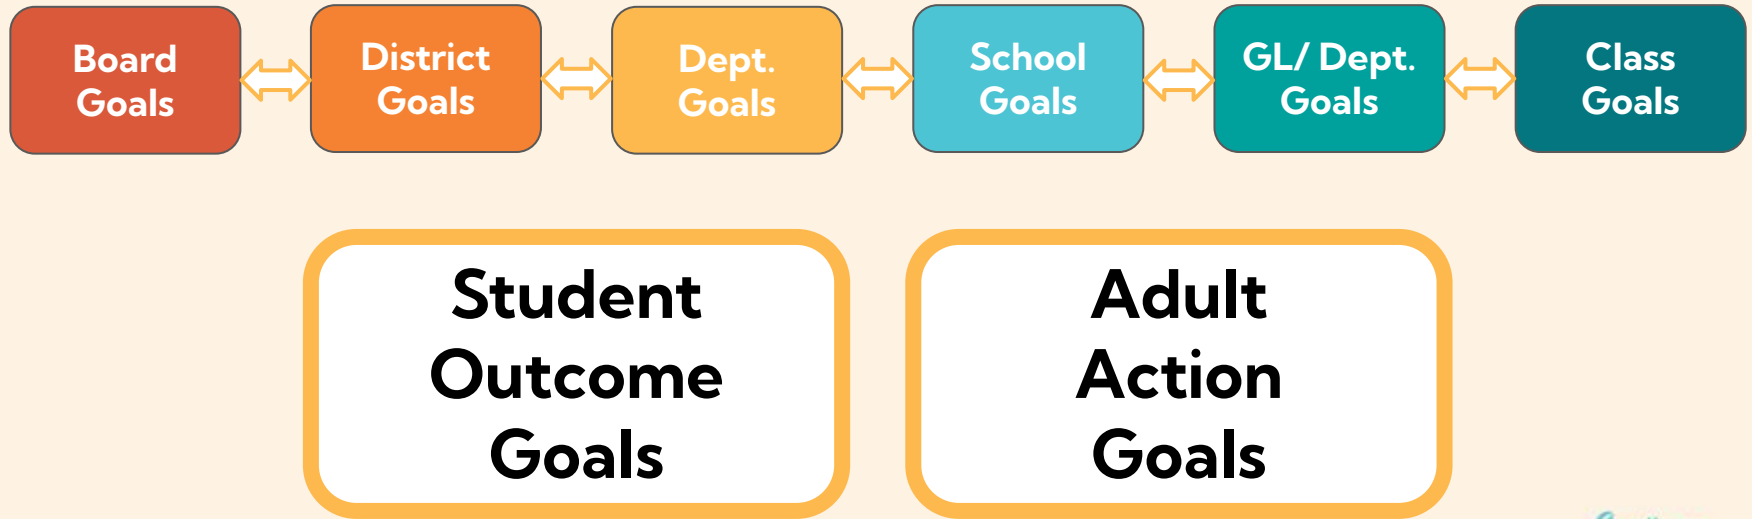 Board
Goals
District
Goals
Dept.
Goals
School
Goals
GL/ Dept.
Goals
Class
Goals
Student
Outcome
Goals
Adult
Action
Goals